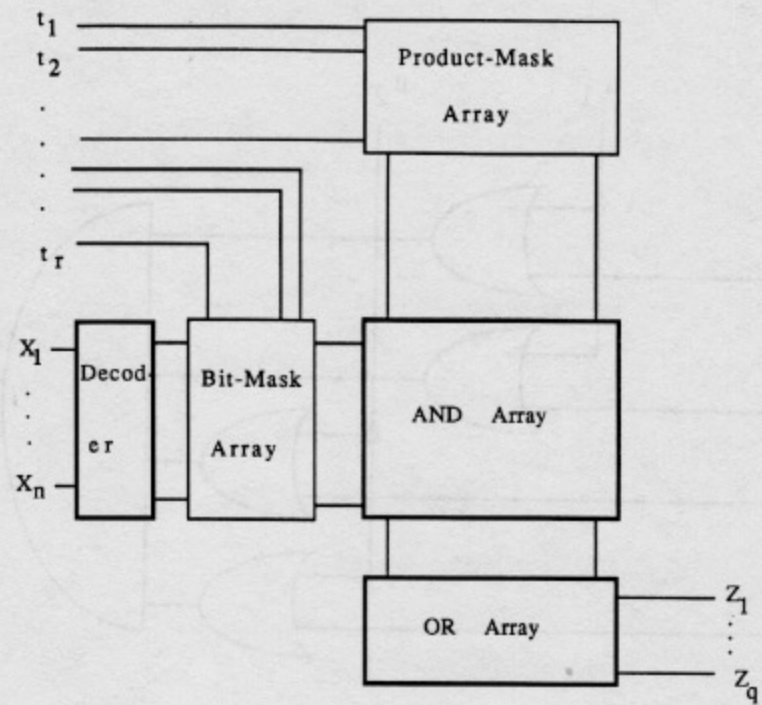 t1
t2
.
.
.
.
tr
Product-Mask
Array
X1
.
.
.
Xn
Decod-
er
Bit-Mask
Array
AND Array
OR Array
Z1
.
.
.
Zq